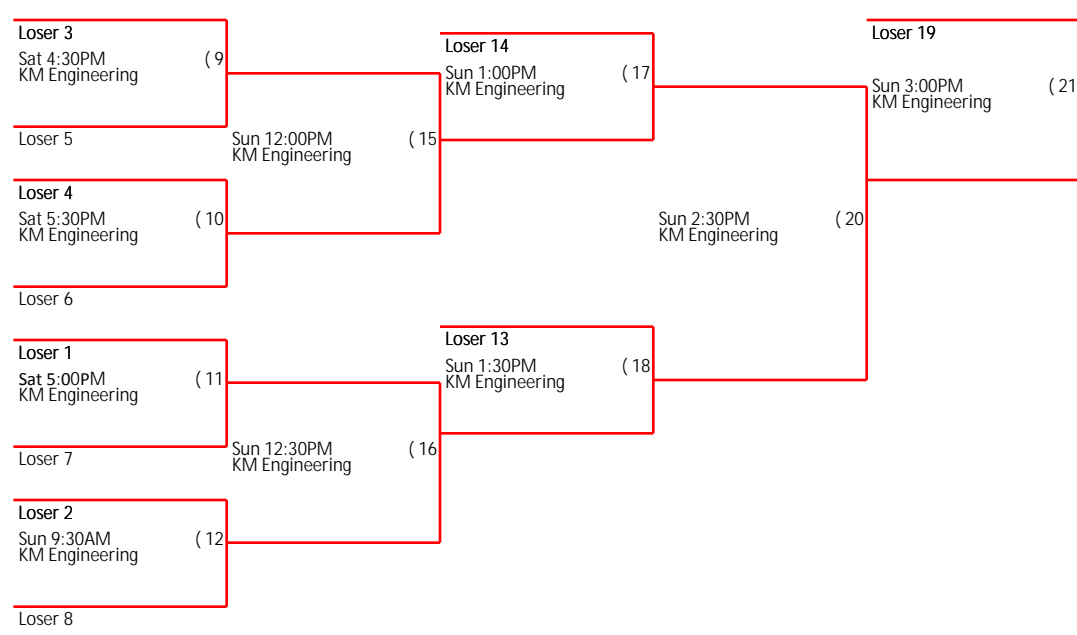 Loser 3
Sat 4:30PM ( 9
KM Engineering
Loser 5
Sun 12:00PM ( 15
KM Engineering
Loser 4
Sat 5:30PM ( 10
KM Engineering
Loser 6
Loser 1
Sat 5:00PM ( 11
KM Engineering
Loser 7
Sun 12:30PM ( 16
KM Engineering
Loser 2
Sun 9:30AM ( 12
KM Engineering
Loser 8
Loser 14
Sun 1:00PM ( 17
KM Engineering
Loser 13
Sun 1:30PM ( 18
KM Engineering
Sun 2:30PM ( 20
KM Engineering
Loser 19
Sun 3:00PM ( 21
KM Engineering